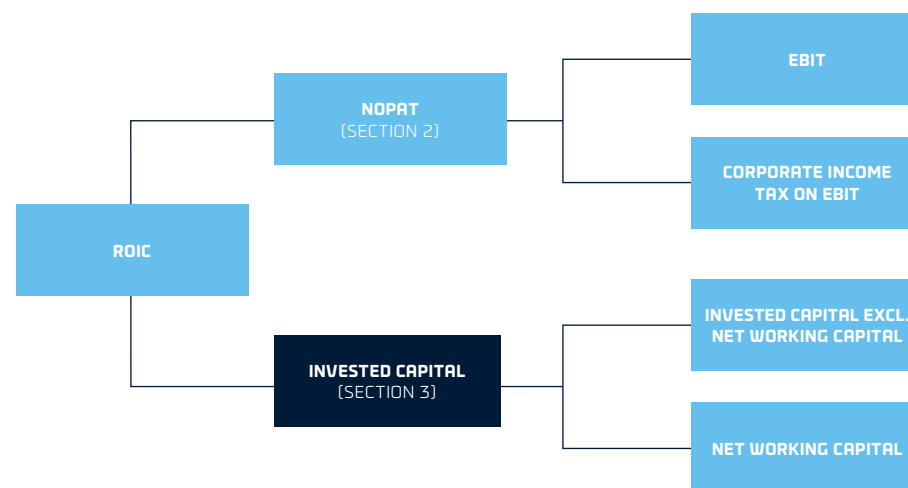 EBIT
NOPAT
(SECTION 2)
CORPORATE INCOME
TAX ON EBIT
ROIC
INVESTED CAPITAL EXCL.
NET WORKING CAPITAL
INVESTED CAPITAL
(SECTION 3)
NET WORKING CAPITAL